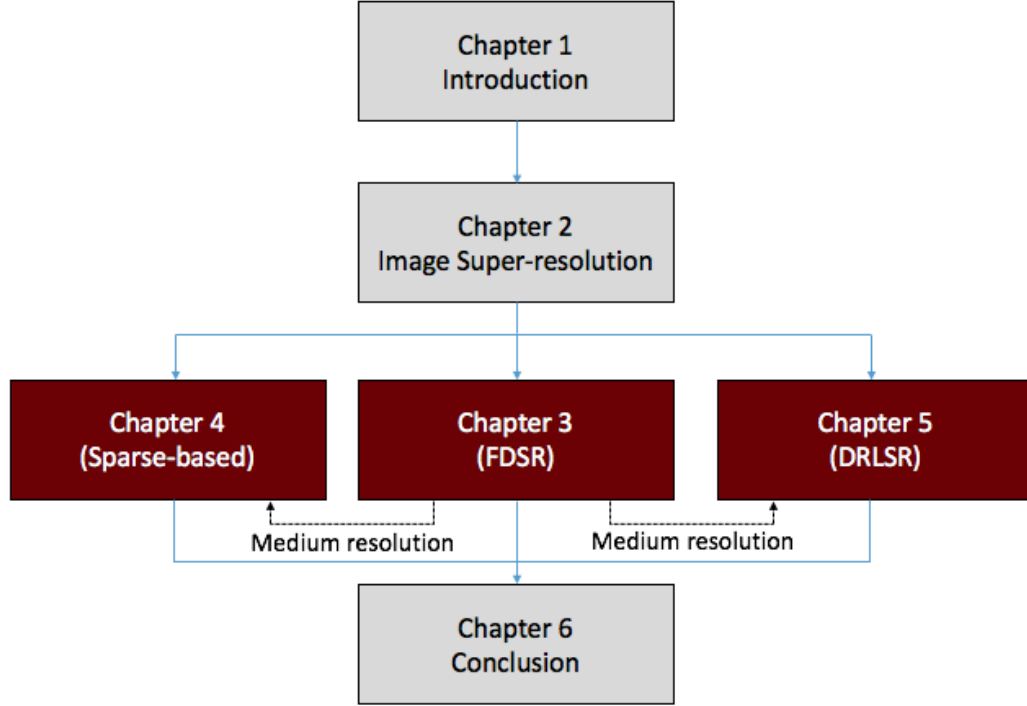 Chapter 1
Introduction
Chapter 2
Image Super-resolution
Chapter 4
(Sparse-based)
Chapter 3
(FDSR)
Chapter 5
(DRLSR)
Medium resolution
Medium resolution
Chapter 6
Conclusion